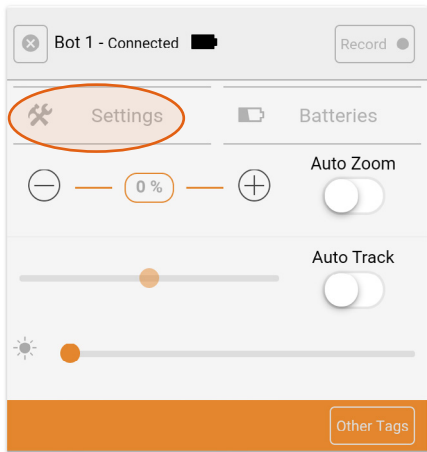 Bot 1 - Connected
Record
Settings
Batteries
0 %
Auto Zoom
Auto Track
Other Tags